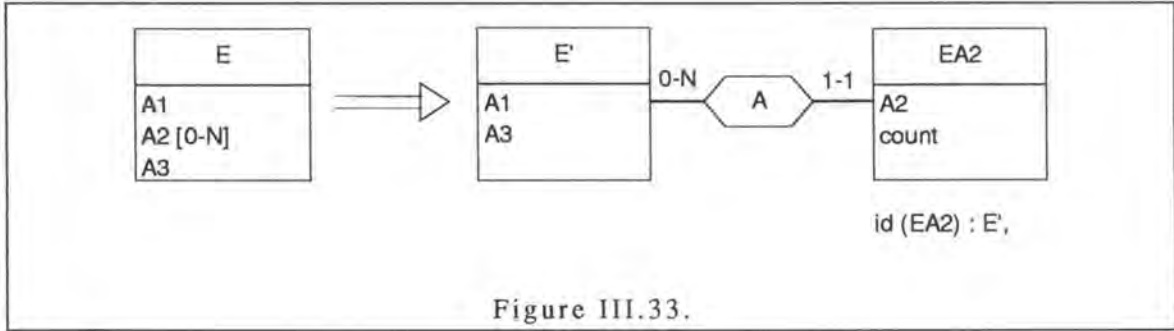 E
A1
A2 [0-N]
A3
E'
A1
A3
0-N
A
1-1
EA2
A2
count
id (EA2) : E',
Figure III.33.